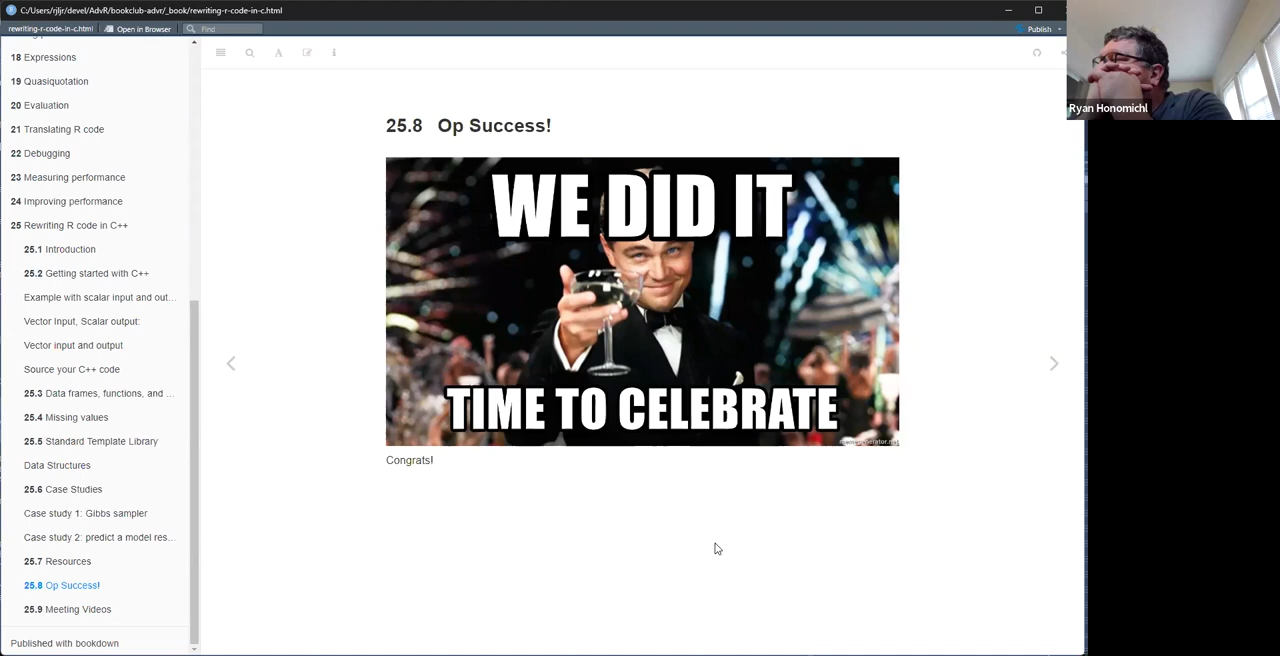 C:/Users/rjljr/devel/AdvR/bookclub-advr/_book/rewriting-r-code-in-c.html
rewriting-r-code-in-c.html
Open in Browser
Find
Publish
18 Expressions
19 Quasiquotation
20 Evaluation
21 Translating R code
22 Debugging
23 Measuring performance
24 Improving performance
25 Rewriting R code in C++
25.1 Introduction
25.2 Getting started with C++
Example with scalar input and out…
Vector Input, Scalar output:
Vector input and output
Source your C++ code
25.3 Data frames, functions, and …
25.4 Missing values
25.5 Standard Template Library
Data Structures
25.6 Case Studies
Case study 1: Gibbs sampler
Case study 2: predict a model res…
25.7 Resources
25.8 Op Success!
25.9 Meeting Videos
Published with bookdown
25.8 Op Success!
WE DID IT
TIME TO CELEBRATE
memegenerator.net
Congrats!
Ryan Honomichl